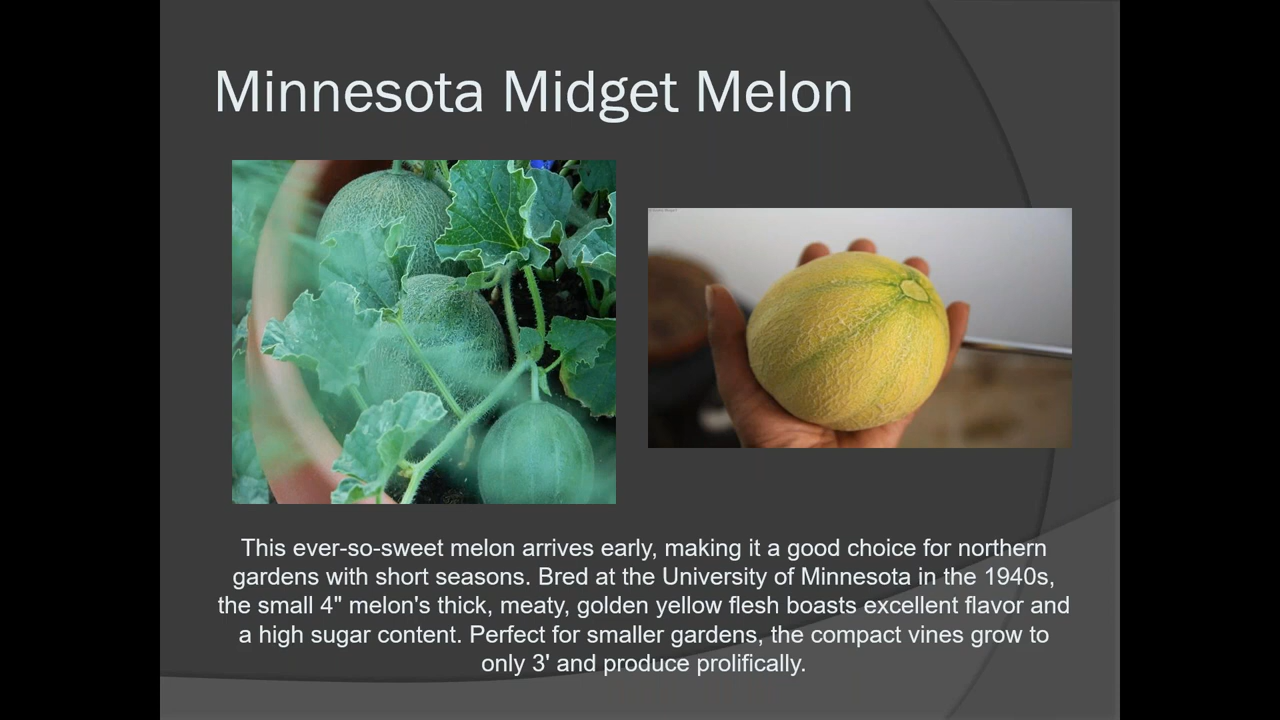 Minnesota Midget Melon
This ever-so-sweet melon arrives early, making it a good choice for northern
gardens with short seasons. Bred at the University of Minnesota in the 1940s,
the small 4" melon's thick, meaty, golden yellow flesh boasts excellent flavor and
a high sugar content. Perfect for smaller gardens, the compact vines grow to
only 3' and produce prolifically.